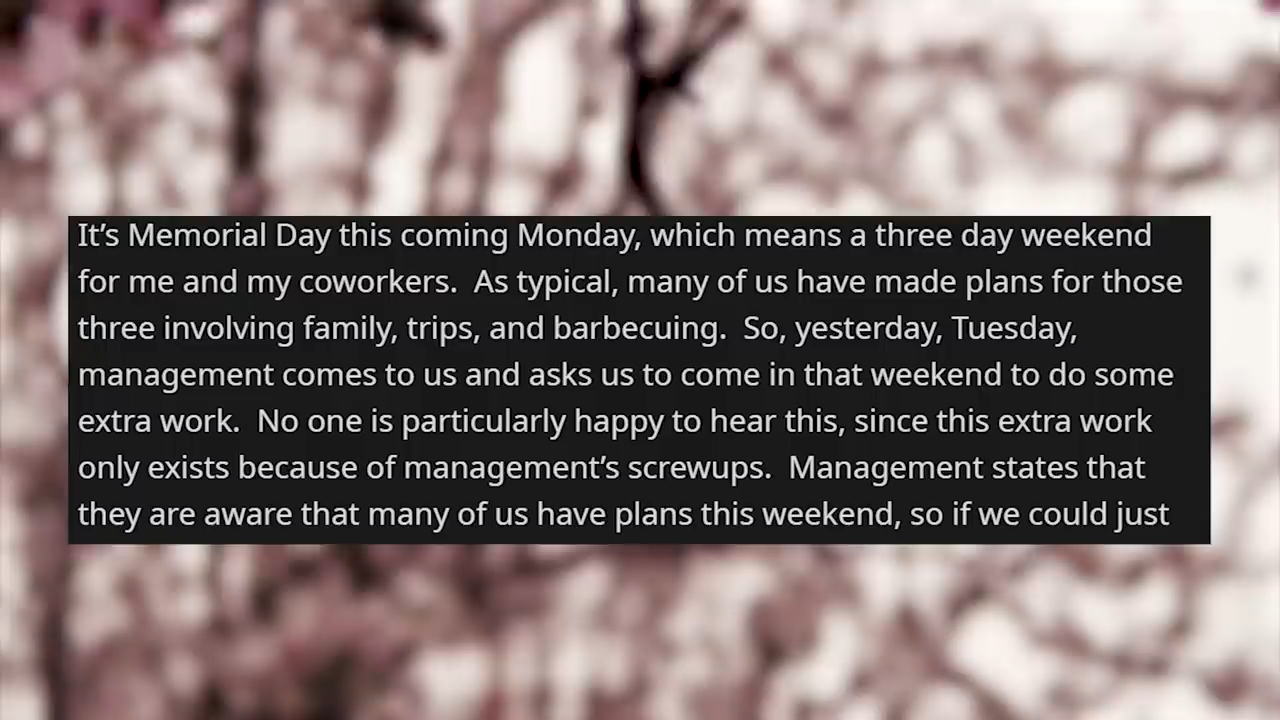 It’s Memorial Day this coming Monday, which means a three day weekend
for me and my coworkers.  As typical, many of us have made plans for those
three involving family, trips, and barbecuing.  So, yesterday, Tuesday,
management comes to us and asks us to come in that weekend to do some
extra work.  No one is particularly happy to hear this, since this extra work
only exists because of management’s screwups.  Management states that
they are aware that many of us have plans this weekend, so if we could just